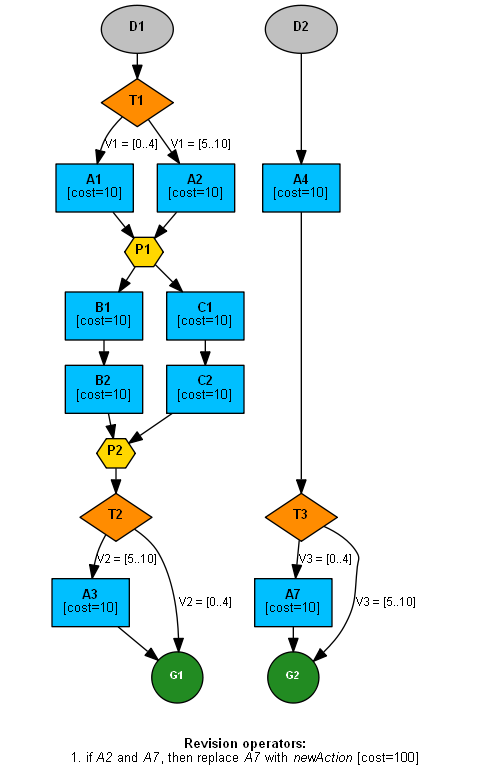 D1
D2
T1
V1 = [0..4]
V1 = [5..10]
A1
[cost=10]
A2
[cost=10]
A4
[cost=10]
P1
B1
[cost=10]
C1
[cost=10]
B2
[cost=10]
C2
[cost=10]
P2
T2
T3
V2 = [5..10]
V3 = [0..4]
A3
[cost=10]
V2 = [0..4]
A7
[cost=10]
V3 = [5..10]
G1
G2
Revision operators:
1. if A2 and A7, then replace A7 with newAction [cost=100]